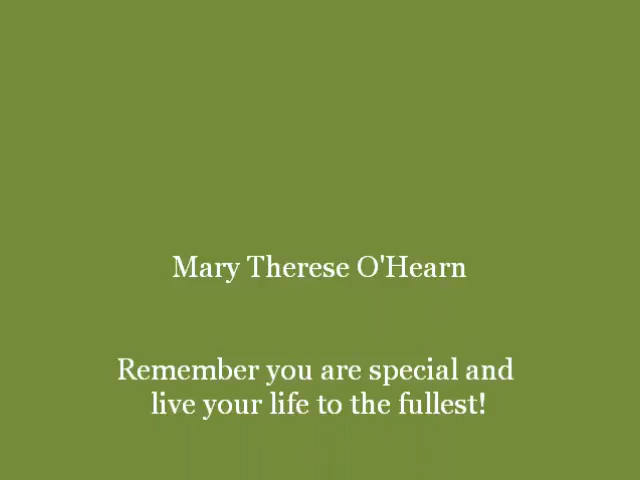 Mary Therese O'Hearn
Remember you are special and
live your life to the fullest!